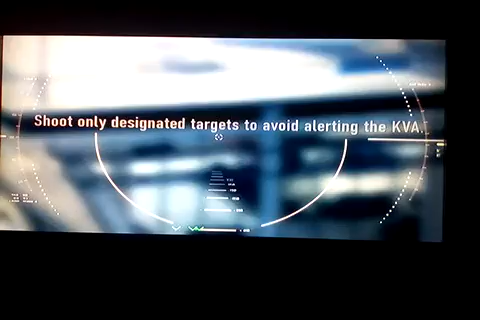 Shoot only designated targets to avoid alerting the KVA.